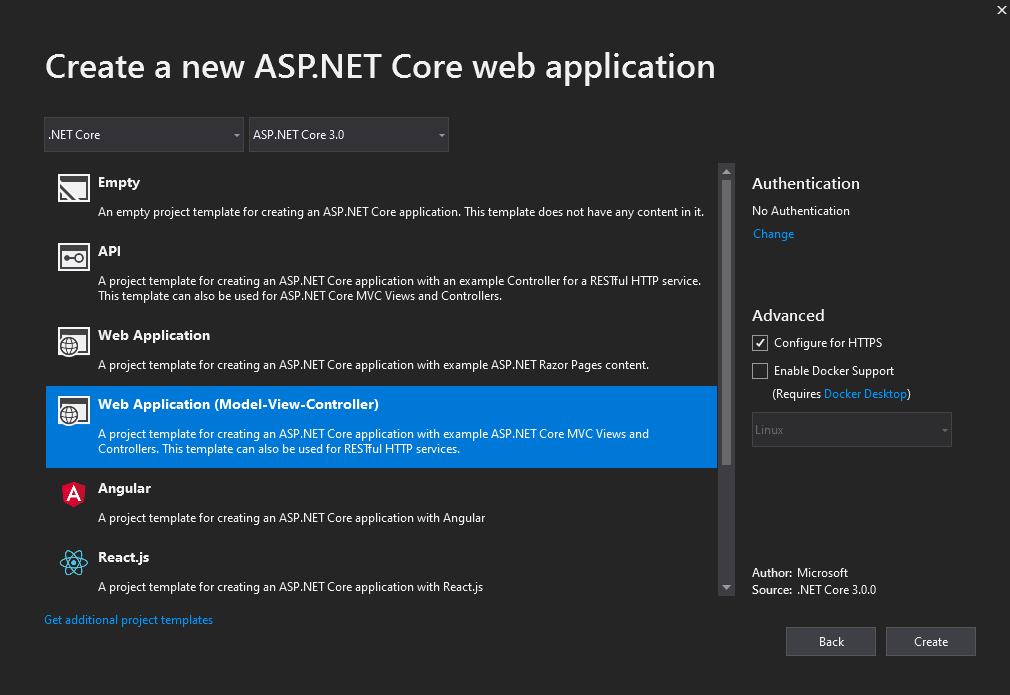 Create a new ASP.NET Core web application
.NET Core
ASP.NET Core 3.0
Empty
An empty project template for creating an ASP.NET Core application. This template does not have any content in it.
API
A project template for creating an ASP.NET Core application with an example Controller for a RESTful HTTP service.
This template can also be used for ASP.NET Core MVC Views and Controllers.
Web Application
A project template for creating an ASP.NET Core application with example ASP.NET Razor Pages content.
Web Application (Model-View-Controller)
A project template for creating an ASP.NET Core application with example ASP.NET Core MVC Views and
Controllers. This template can also be used for RESTful HTTP services.
Angular
A project template for creating an ASP.NET Core application with Angular
React.js
A project template for creating an ASP.NET Core application with React.js
Get additional project templates
Authentication
No Authentication
Change
Advanced
Configure for HTTPS
Enable Docker Support
(Requires Docker Desktop)
Linux
Author: Microsoft
Source: .NET Core 3.0.0
Back
Create